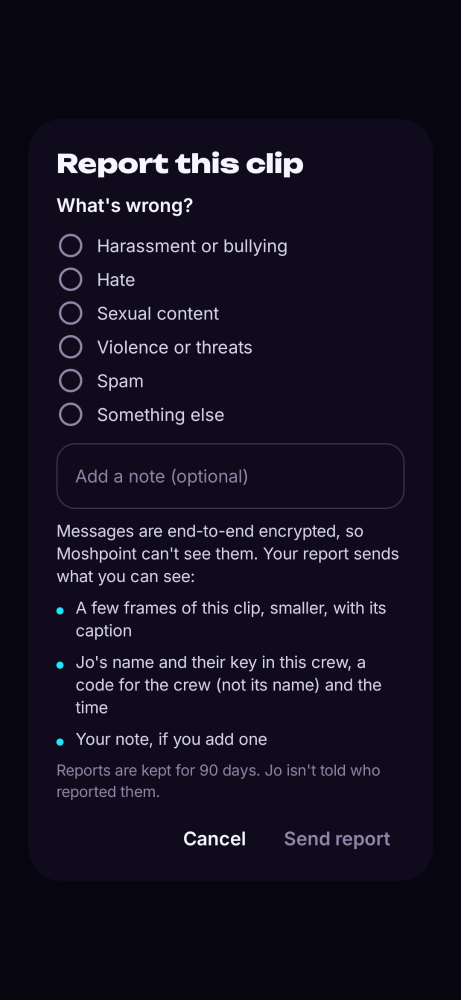 Report this clip
What's wrong?
Harassment or bullying
Hate
Sexual content
Violence or threats
Spam
Something else
Add a note (optional)
Messages are end-to-end encrypted, so
Moshpoint can't see them. Your report sends
what you can see:
A few frames of this clip, smaller, with its
caption
Jo's name and their key in this crew, a
code for the crew (not its name) and the
time
Your note, if you add one
Reports are kept for 90 days. Jo isn't told who
reported them.
Cancel Send report